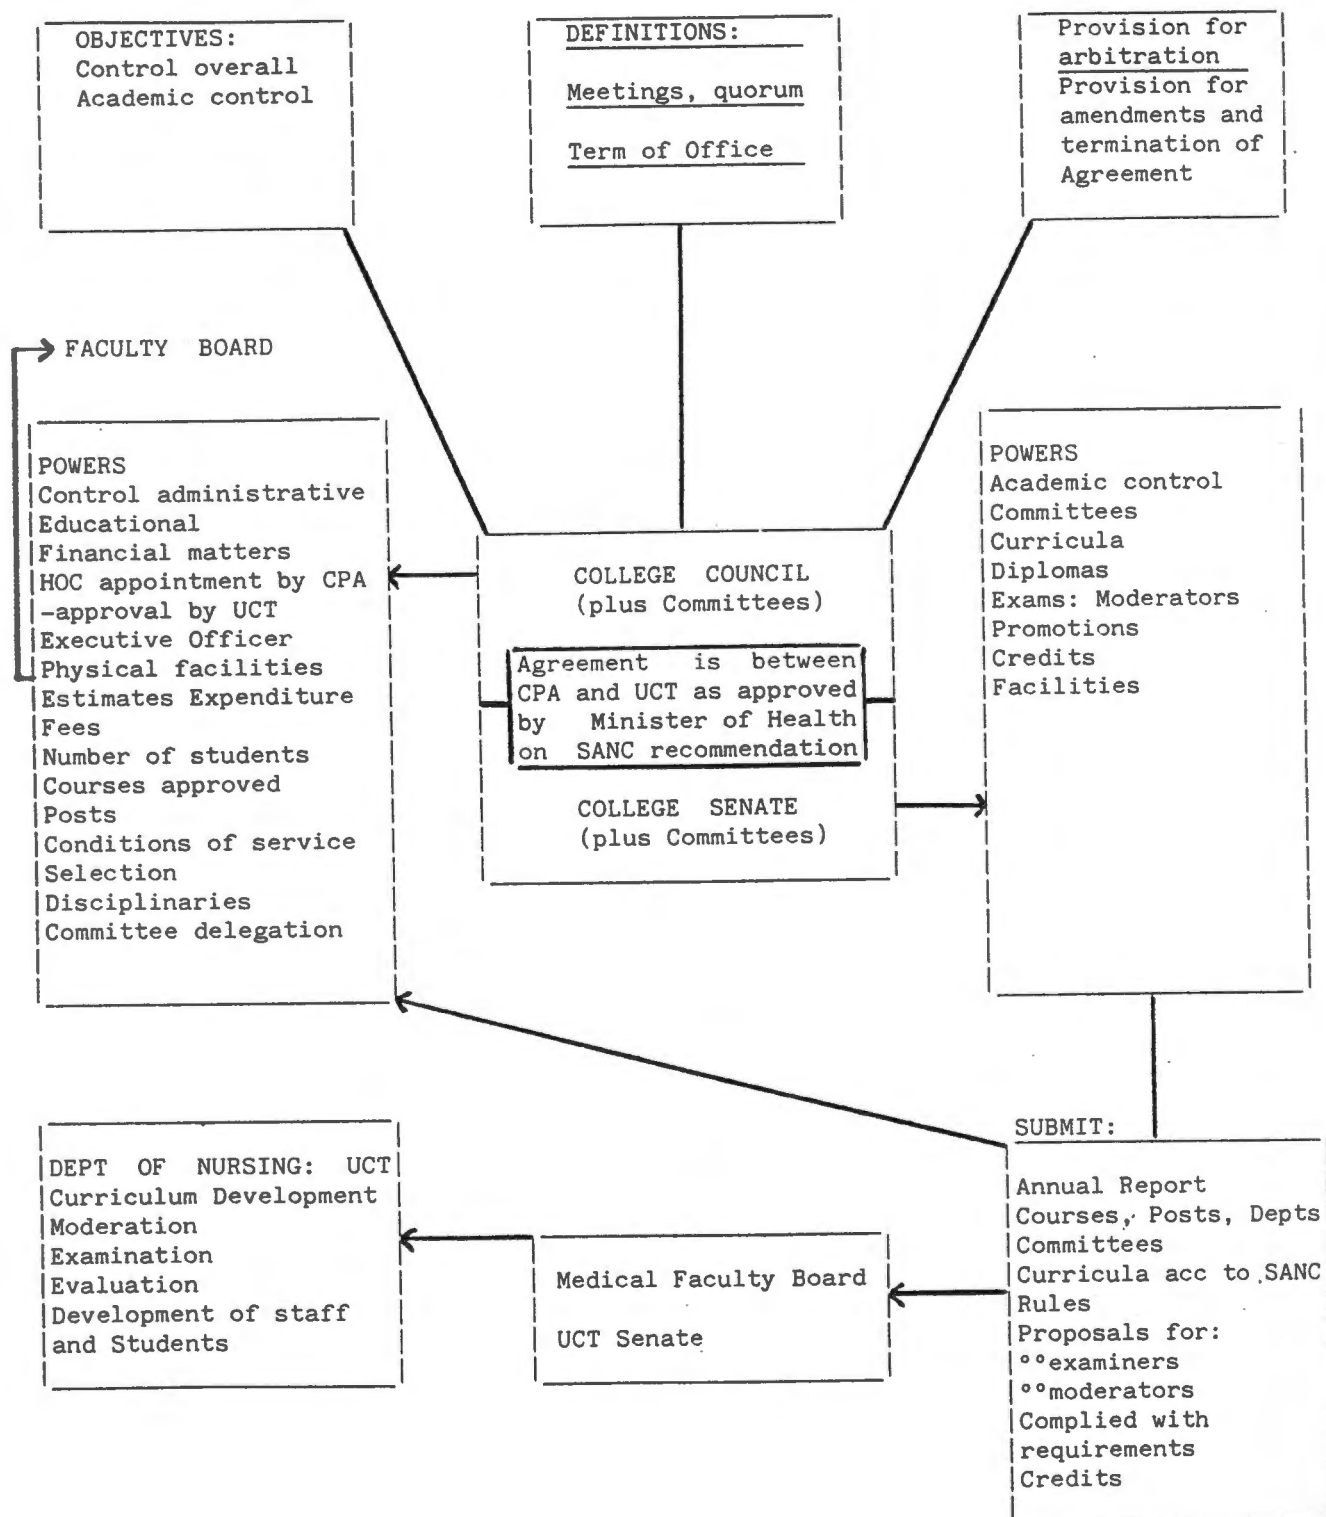 OBJECTIVES:
Control overall
Academic control
DEFINITIONS:
Meetings, quorum
Term of Office
Provision for
arbitration
Provision for
amendments and
termination of
Agreement
FACULTY BOARD
POWERS
Control administrative
Educational
Financial matters
HOC appointment by CPA
-approval by UCT
Executive Officer
Physical facilities
Estimates Expenditure
Fees
Number of students
Courses approved
Posts
Conditions of service
Selection
Disciplinaries
Committee delegation
COLLEGE COUNCIL
(plus Committees)
Agreement is between
CPA and UCT as approved
by Minister of Health
on SANC recommendation
COLLEGE SENATE
(plus Committees)
POWERS
Academic control
Committees
Curricula
Diplomas
Exams: Moderators
Promotions
Credits
Facilities
DEPT OF NURSING: UCT
Curriculum Development
Moderation
Examination
Evaluation
Development of staff
and Students
Medical Faculty Board
UCT Senate
SUBMIT:
Annual Report
Courses, Posts, Depts
Committees
Curricula acc to SANC
Rules
Proposals for:
°°examiners
°°moderators
Complied with
requirements
Credits